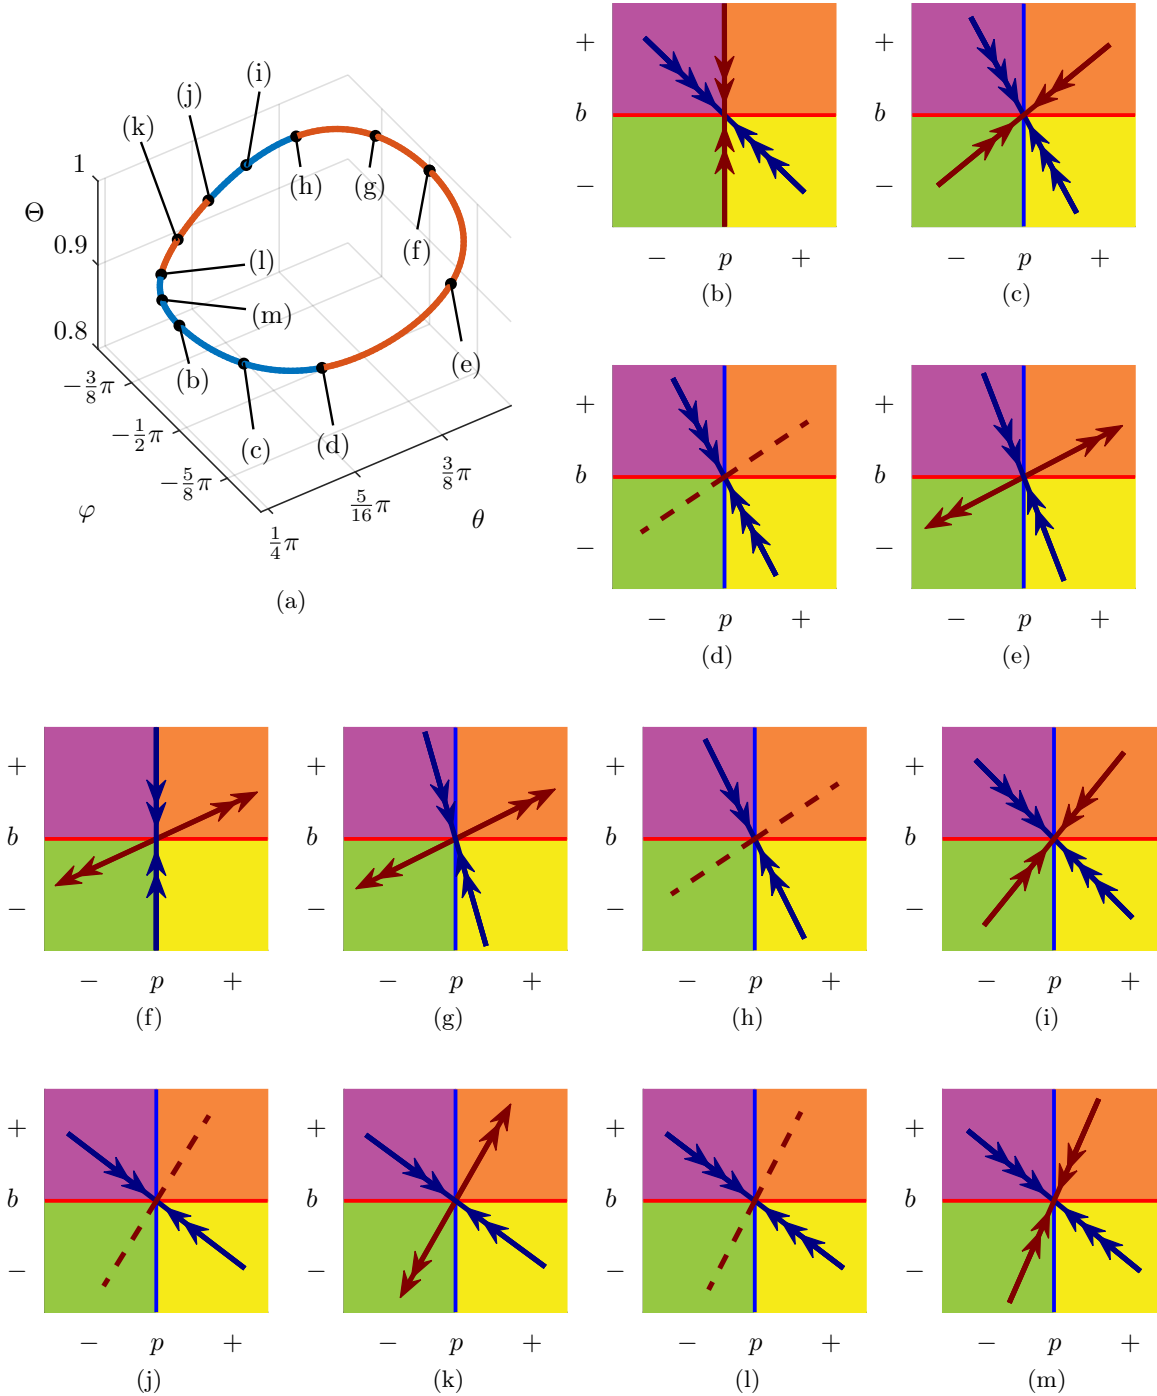 (i)
(j)
(k)
1
(h)
(g)
Θ
(f)
0.9
(l)
(m)
0.8
(b)
(e)
−3/8π
(c)
(d)
−1/2π
3/8π
−5/8π
φ
5/16π
θ
1/4π
(a)
+
b
−
− p +
(b)
+
b
−
− p +
(c)
+
b
−
− p +
(d)
+
b
−
− p +
(e)
+
b
−
− p +
(f)
+
b
−
− p +
(g)
+
b
−
− p +
(h)
+
b
−
− p +
(i)
+
b
−
− p +
(j)
+
b
−
− p +
(k)
+
b
−
− p +
(l)
+
b
−
− p +
(m)